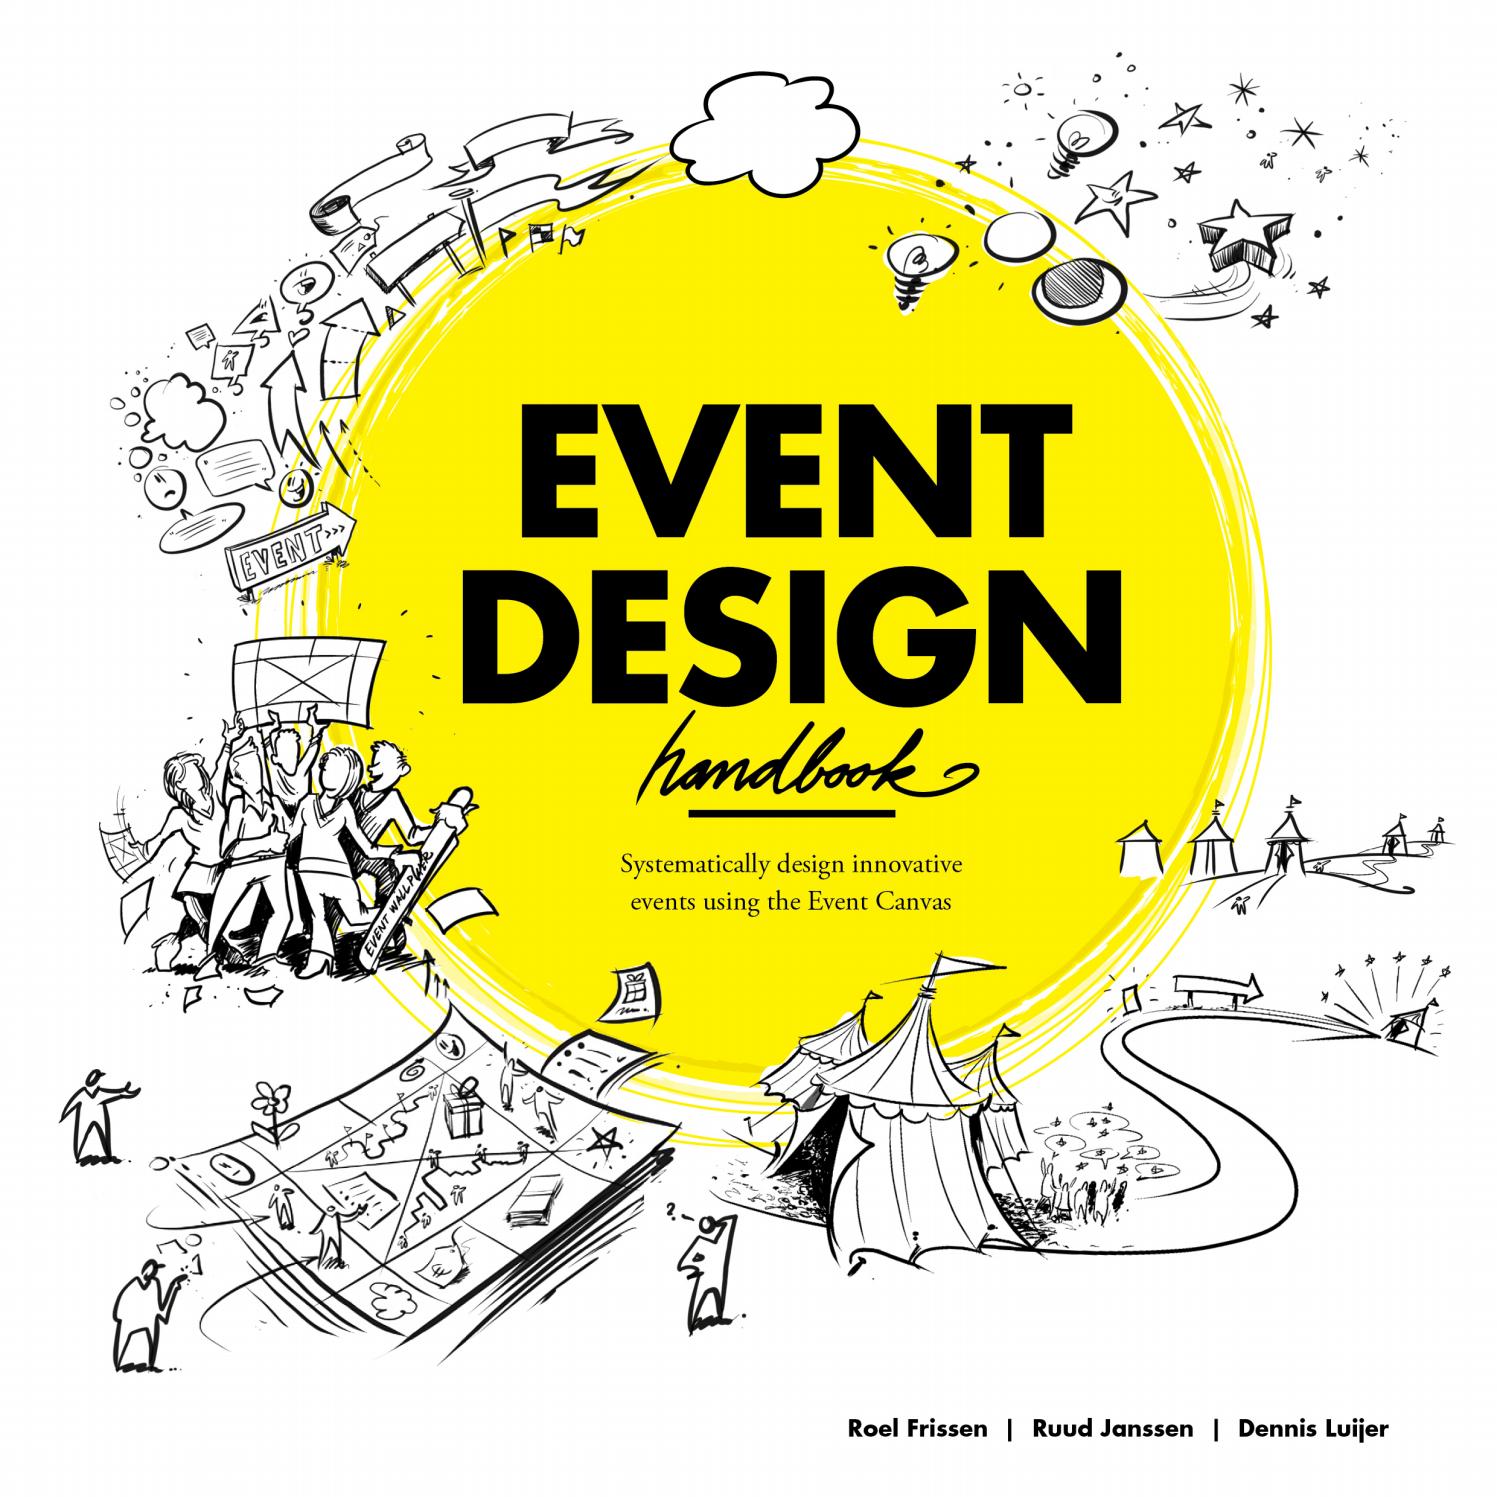 EVENT
DESIGN
handbook
Systematically design innovative
events using the Event Canvas
EVENT >>>
EVENT WALLPAPER
?
Roel Frissen | Ruud Janssen | Dennis Luijer